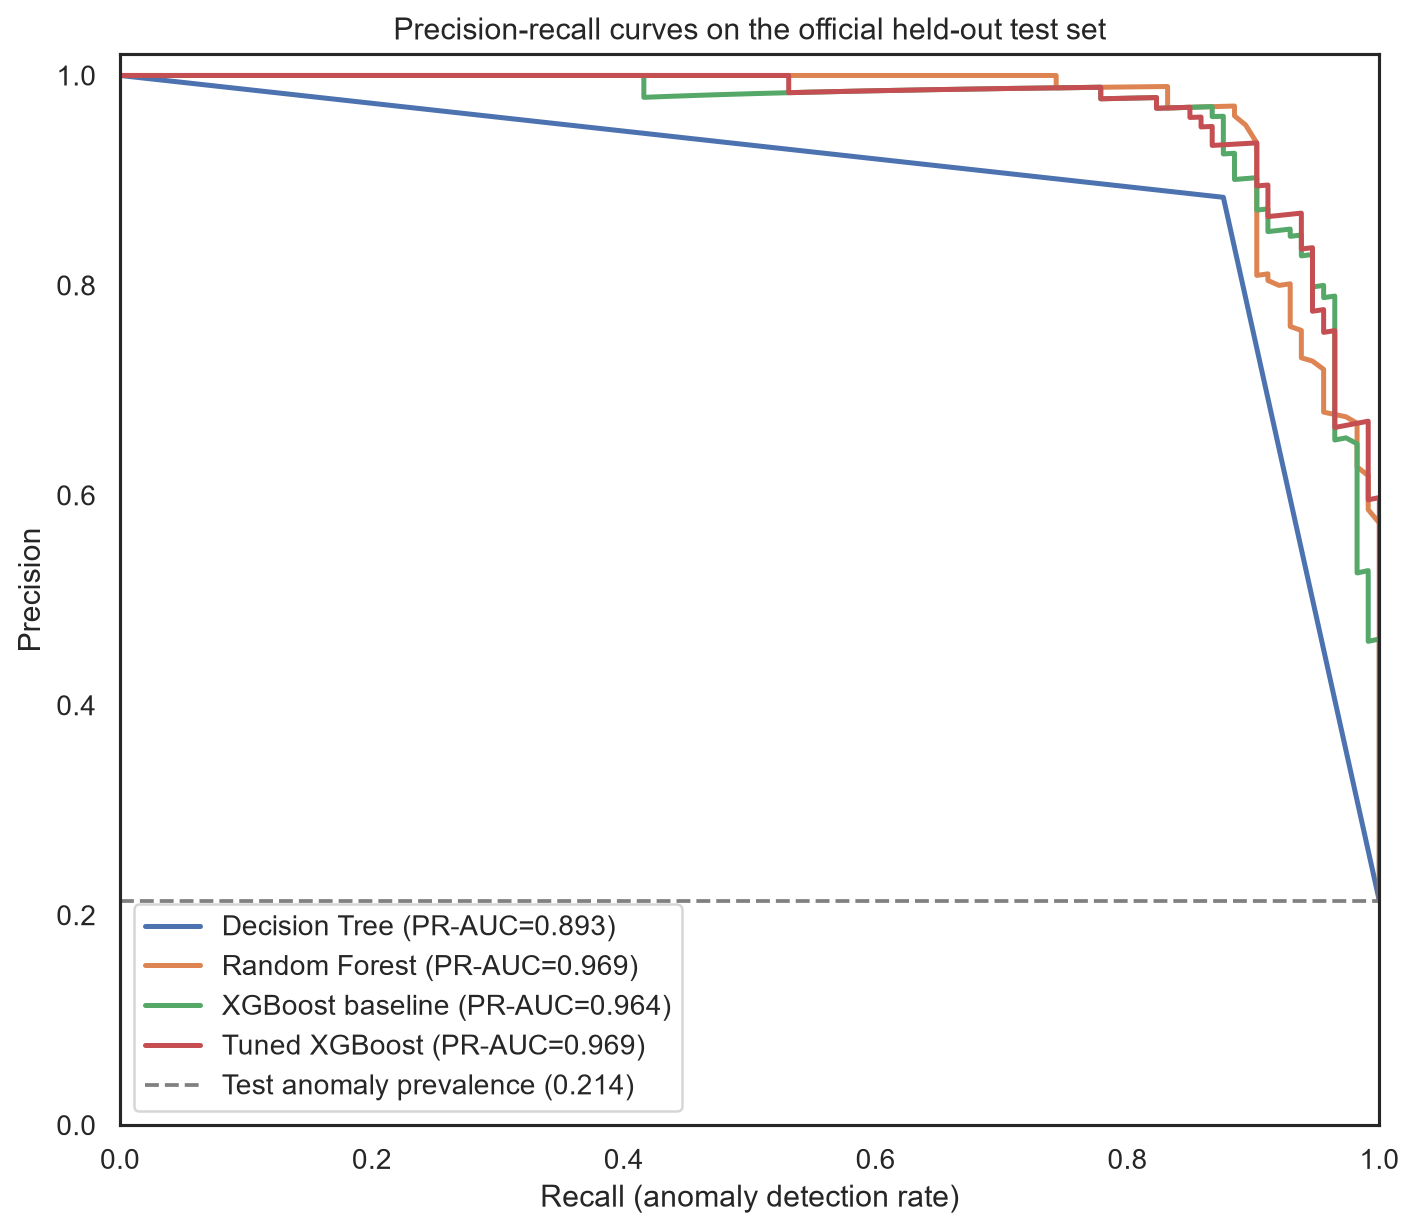 Precision-recall curves on the official held-out test set
1.0
0.8
0.6
0.4
0.2
0.0
Precision
Decision Tree (PR-AUC=0.893)
Random Forest (PR-AUC=0.969)
XGBoost baseline (PR-AUC=0.964)
Tuned XGBoost (PR-AUC=0.969)
Test anomaly prevalence (0.214)
0.0 0.2 0.4 0.6 0.8 1.0
Recall (anomaly detection rate)